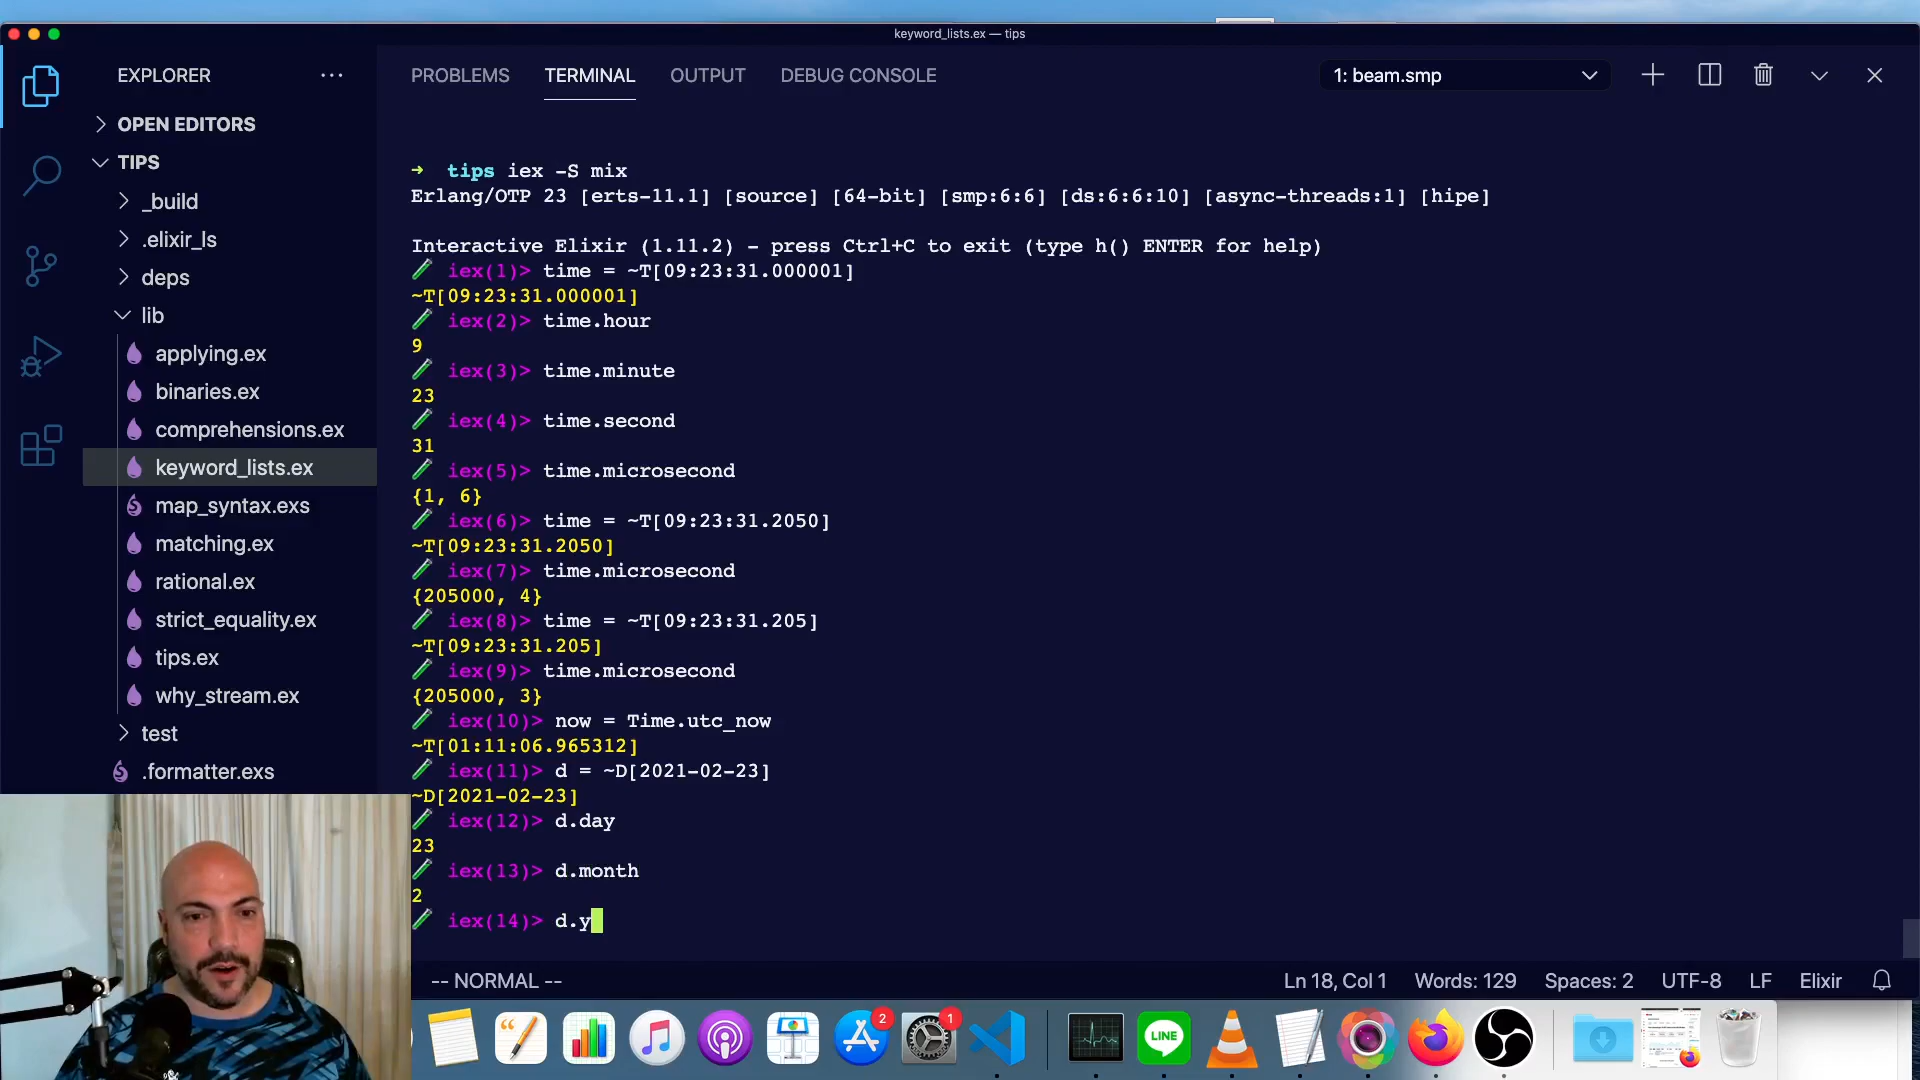 keyword_lists.ex — tips
EXPLORER
PROBLEMS TERMINAL OUTPUT DEBUG CONSOLE
1: beam.smp
OPEN EDITORS
TIPS
_build
.elixir_ls
deps
lib
applying.ex
binaries.ex
comprehensions.ex
keyword_lists.ex
map_syntax.exs
matching.ex
rational.ex
strict_equality.ex
tips.ex
why_stream.ex
test
.formatter.exs
➜ tips iex -S mix
Erlang/OTP 23 [erts-11.1] [source] [64-bit] [smp:6:6] [ds:6:6:10] [async-threads:1] [hipe]
Interactive Elixir (1.11.2) - press Ctrl+C to exit (type h() ENTER for help)
iex(1)> time = ~T[09:23:31.000001]
~T[09:23:31.000001]
iex(2)> time.hour
9
iex(3)> time.minute
23
iex(4)> time.second
31
iex(5)> time.microsecond
{1, 6}
iex(6)> time = ~T[09:23:31.2050]
~T[09:23:31.2050]
iex(7)> time.microsecond
{205000, 4}
iex(8)> time = ~T[09:23:31.205]
~T[09:23:31.205]
iex(9)> time.microsecond
{205000, 3}
iex(10)> now = Time.utc_now
~T[01:11:06.965312]
iex(11)> d = ~D[2021-02-23]
~D[2021-02-23]
iex(12)> d.day
23
iex(13)> d.month
2
iex(14)> d.y
-- NORMAL --
Ln 18, Col 1 Words: 129 Spaces: 2 UTF-8 LF Elixir
2
1
LINE